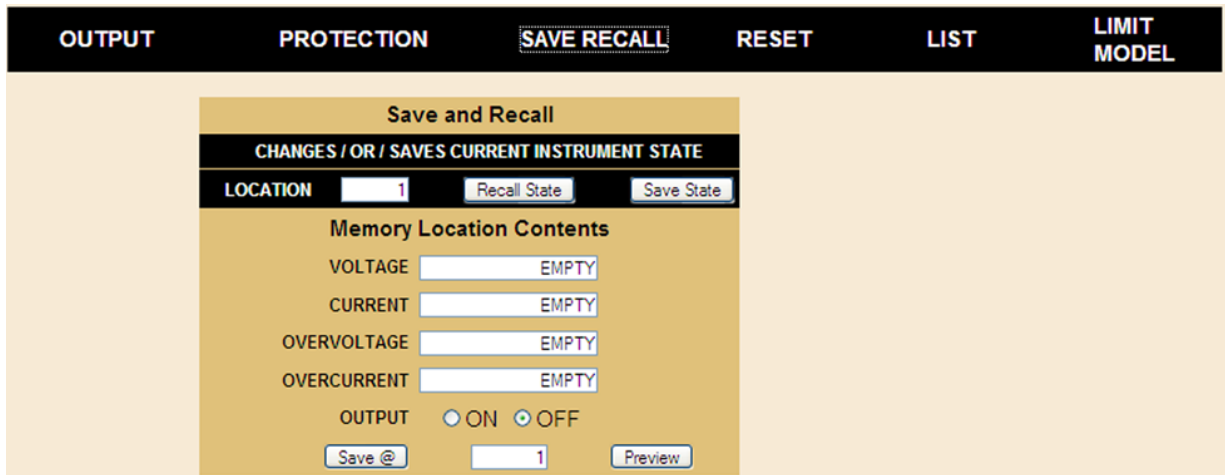 OUTPUT PROTECTION SAVE RECALL RESET LIST LIMIT MODEL
Save and Recall
CHANGES / OR / SAVES CURRENT INSTRUMENT STATE
LOCATION 1 Recall State Save State
Memory Location Contents
VOLTAGE EMPTY
CURRENT EMPTY
OVERVOLTAGE EMPTY
OVERCURRENT EMPTY
OUTPUT ON OFF
Save @ 1 Preview